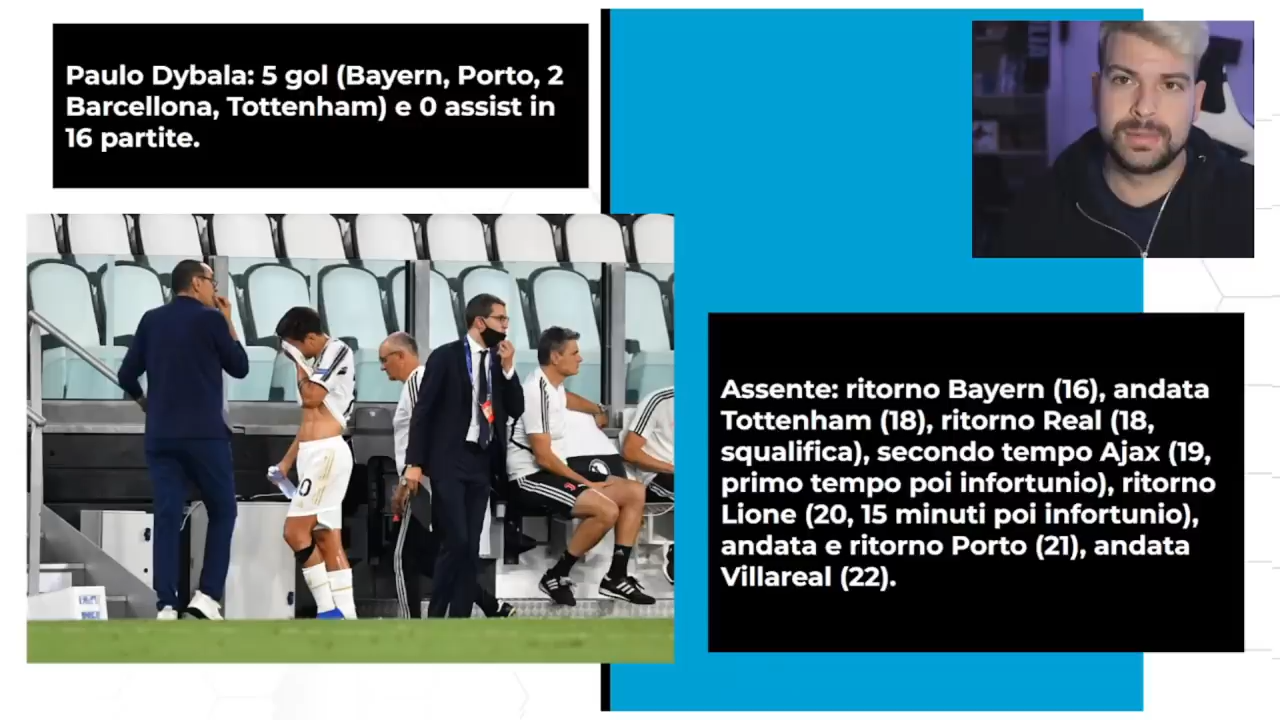 Paulo Dybala: 5 gol (Bayern, Porto, 2
Barcellona, Tottenham) e 0 assist in
16 partite.
Assente: ritorno Bayern (16), andata
Tottenham (18), ritorno Real (18,
squalifica), secondo tempo Ajax (19,
primo tempo poi infortunio), ritorno
Lione (20, 15 minuti poi infortunio),
andata e ritorno Porto (21), andata
Villareal (22).